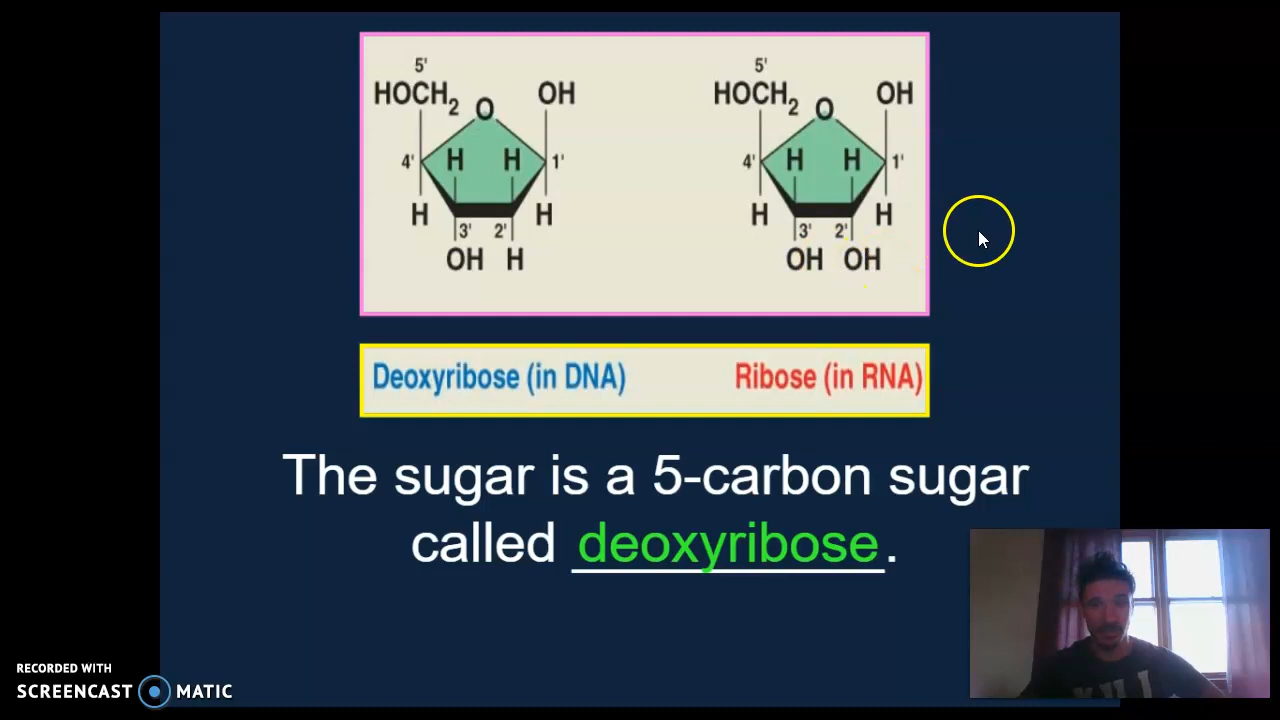 5' 5'
HOCH2 O OH HOCH2 O OH
4' H H 1' 4' H H 1'
H 3' 2' H H 3' 2' H
OH H OH OH
Deoxyribose (in DNA) Ribose (in RNA)
The sugar is a 5-carbon sugar
called deoxyribose.
RECORDED WITH
SCREENCAST MATIC